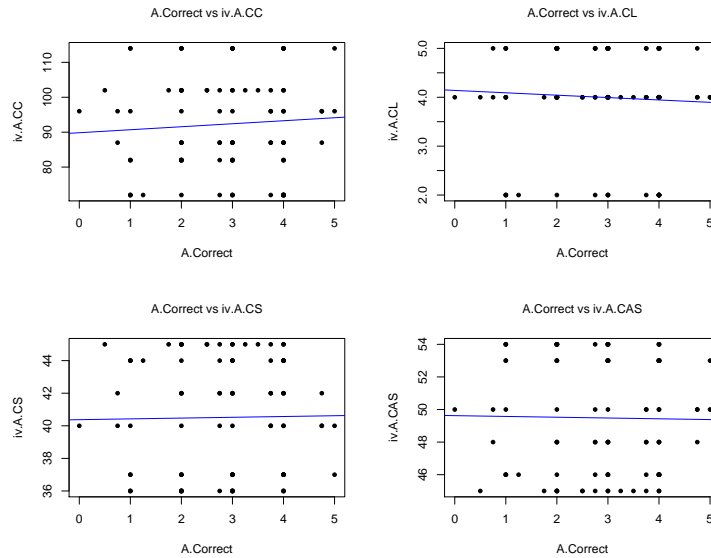 A.Correct vs iv.A.CC
iv.A.CC
80 90 100 110
0 1 2 3 4 5
A.Correct
A.Correct vs iv.A.CL
iv.A.CL
2.0 3.0 4.0 5.0
0 1 2 3 4 5
A.Correct
A.Correct vs iv.A.CS
iv.A.CS
36 38 40 42 44
0 1 2 3 4 5
A.Correct
A.Correct vs iv.A.CAS
iv.A.CAS
46 48 50 52 54
0 1 2 3 4 5
A.Correct